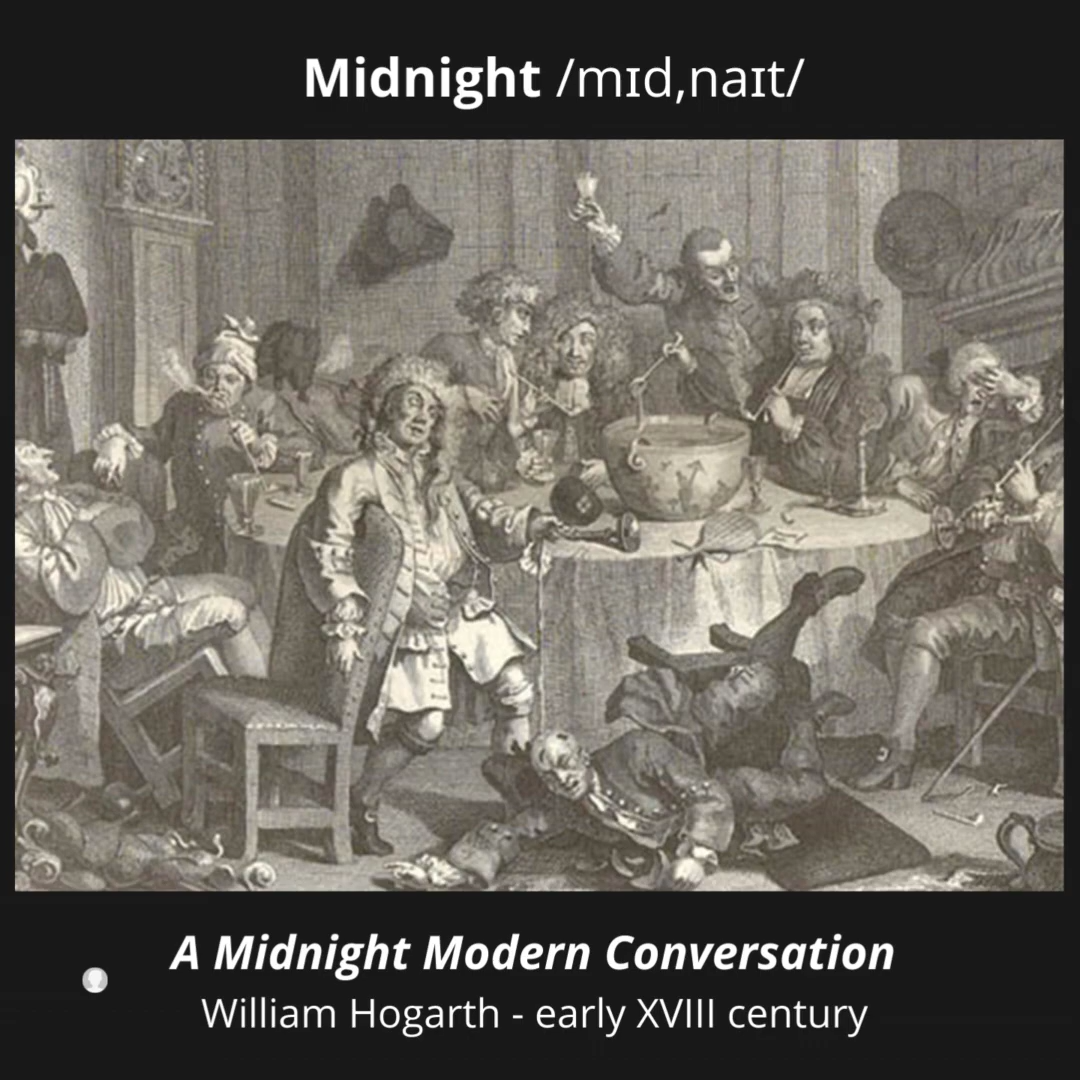 Midnight /mɪd,naɪt/
A Midnight Modern Conversation
William Hogarth - early XVIII century